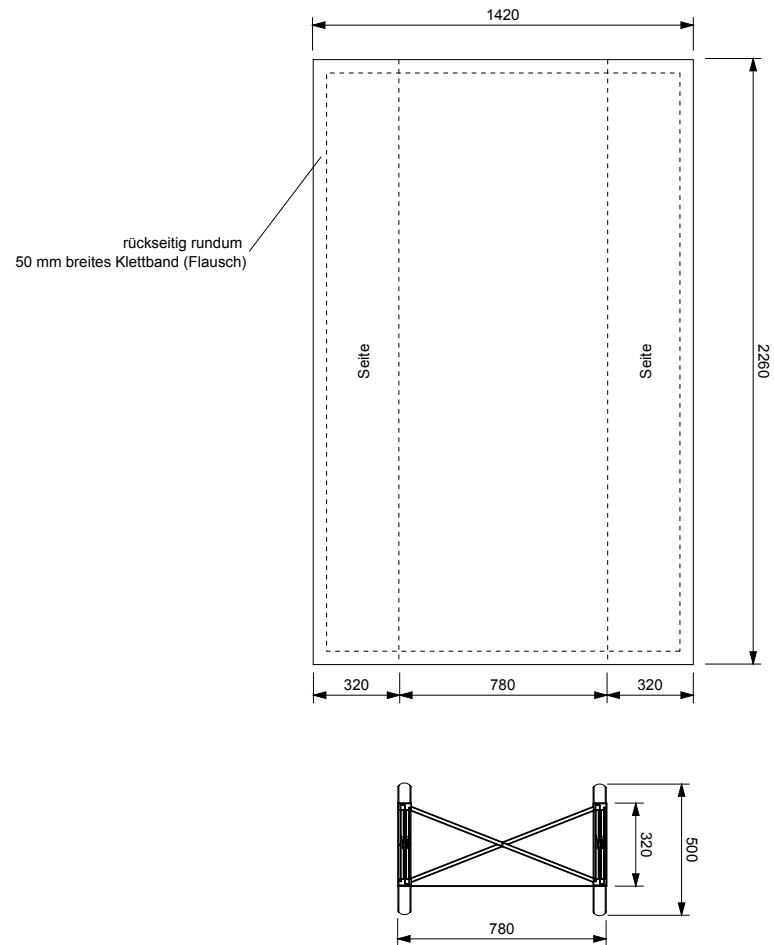 1420
rückseitig rundum
50 mm breites Klettband (Flausch)
Seite
Seite
2260
320
780
320
320
500
780